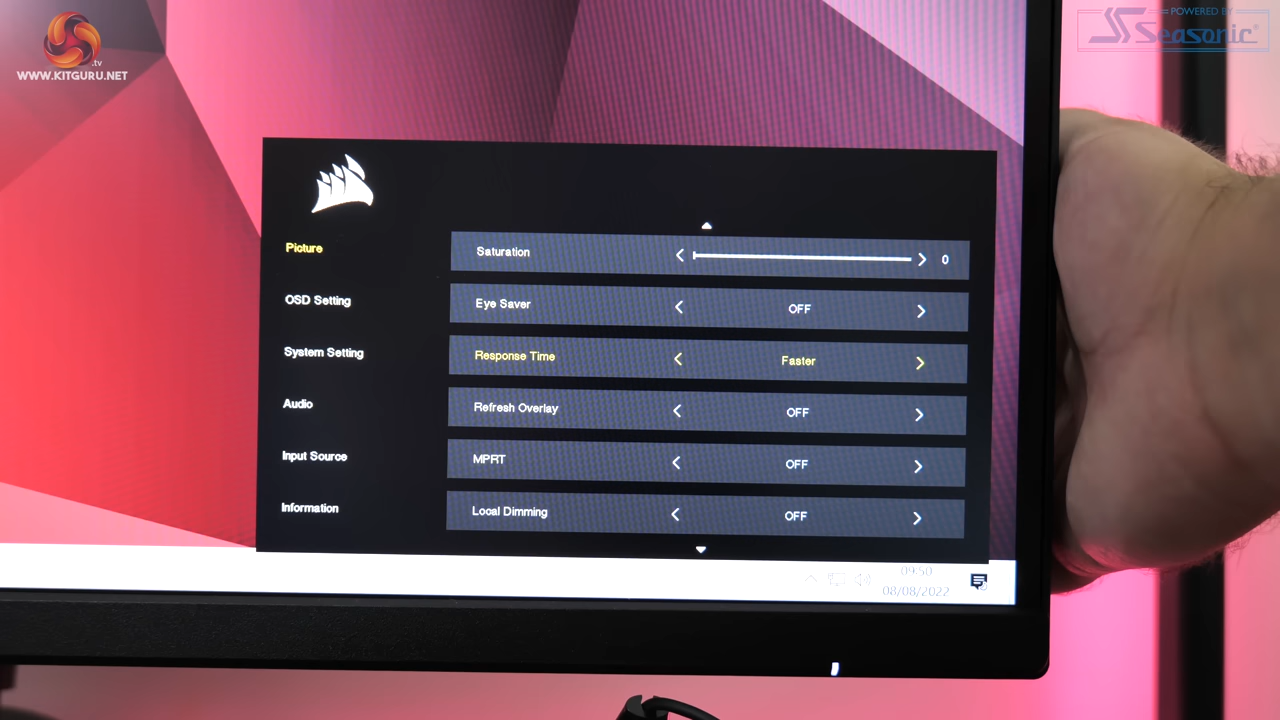 .tv
WWW.KITGURU.NET
POWERED BY
Seasonic
Picture
OSD Setting
System Setting
Audio
Input Source
Information
Saturation 0
Eye Saver OFF
Response Time Faster
Refresh Overlay OFF
MPRT OFF
Local Dimming OFF
09:50
08/08/2022